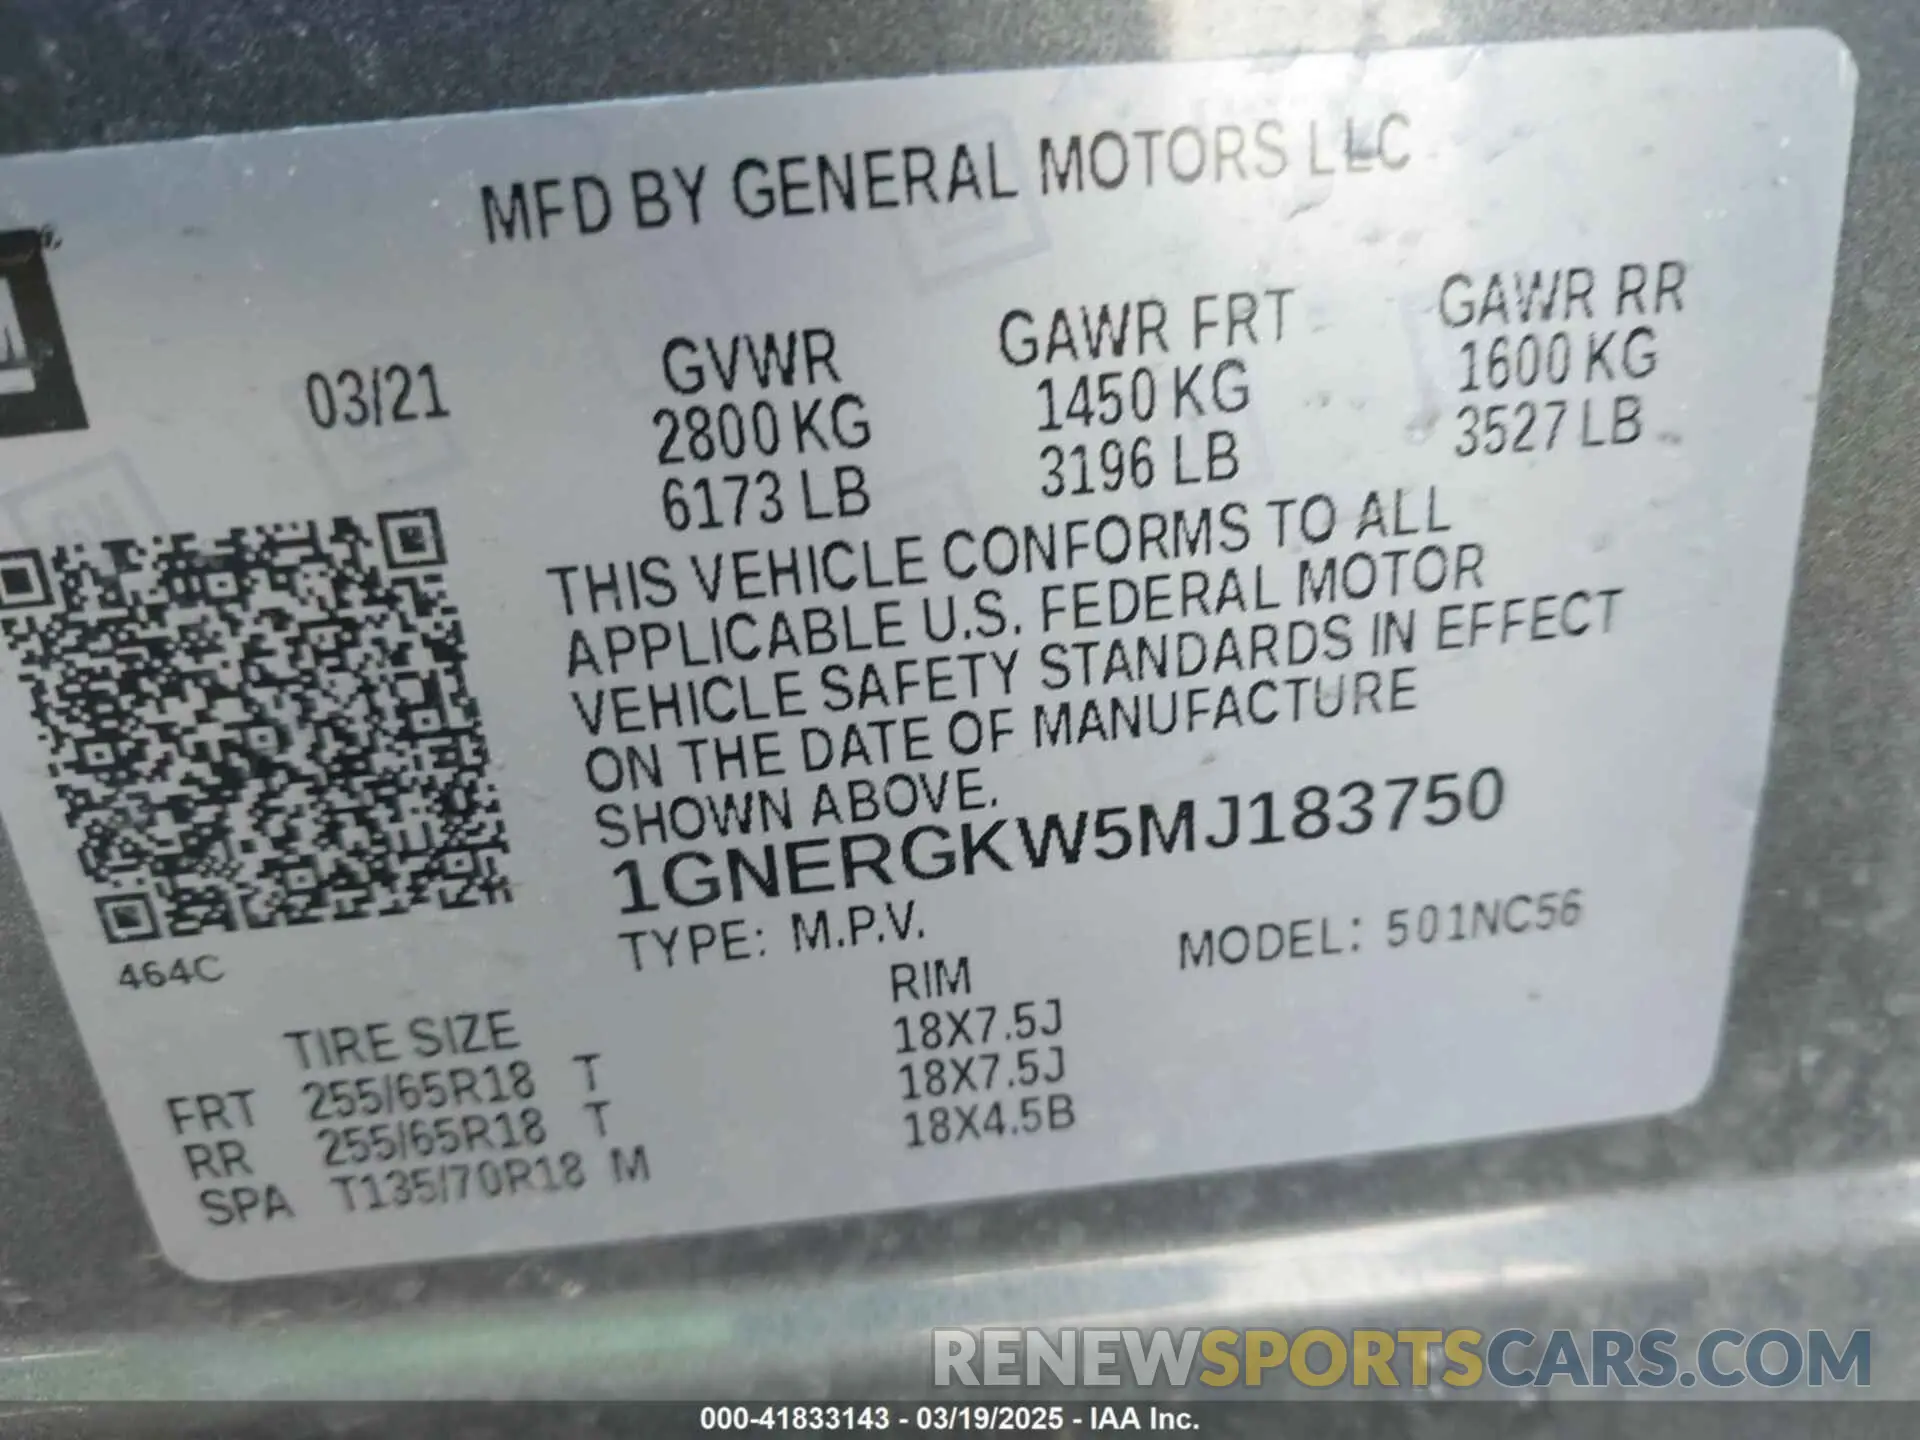 MFD BY GENERAL MOTORS LLC
03/21
GVWR GAWR FRT GAWR RR
2800 KG 1450 KG 1600 KG
6173 LB 3196 LB 3527 LB
THIS VEHICLE CONFORMS TO ALL
APPLICABLE U.S. FEDERAL MOTOR
VEHICLE SAFETY STANDARDS IN EFFECT
ON THE DATE OF MANUFACTURE
SHOWN ABOVE.
1GNERGKW5MJ183750
TYPE: M.P.V. MODEL: 501NC56
464C
TIRE SIZE RIM
FRT 255/65R18 T 18X7.5J
RR 255/65R18 T 18X7.5J
SPA T135/70R18 M 18X4.5B
RENEWSPORTSCARS.COM
000-41833143 - 03/19/2025 - IAA Inc.